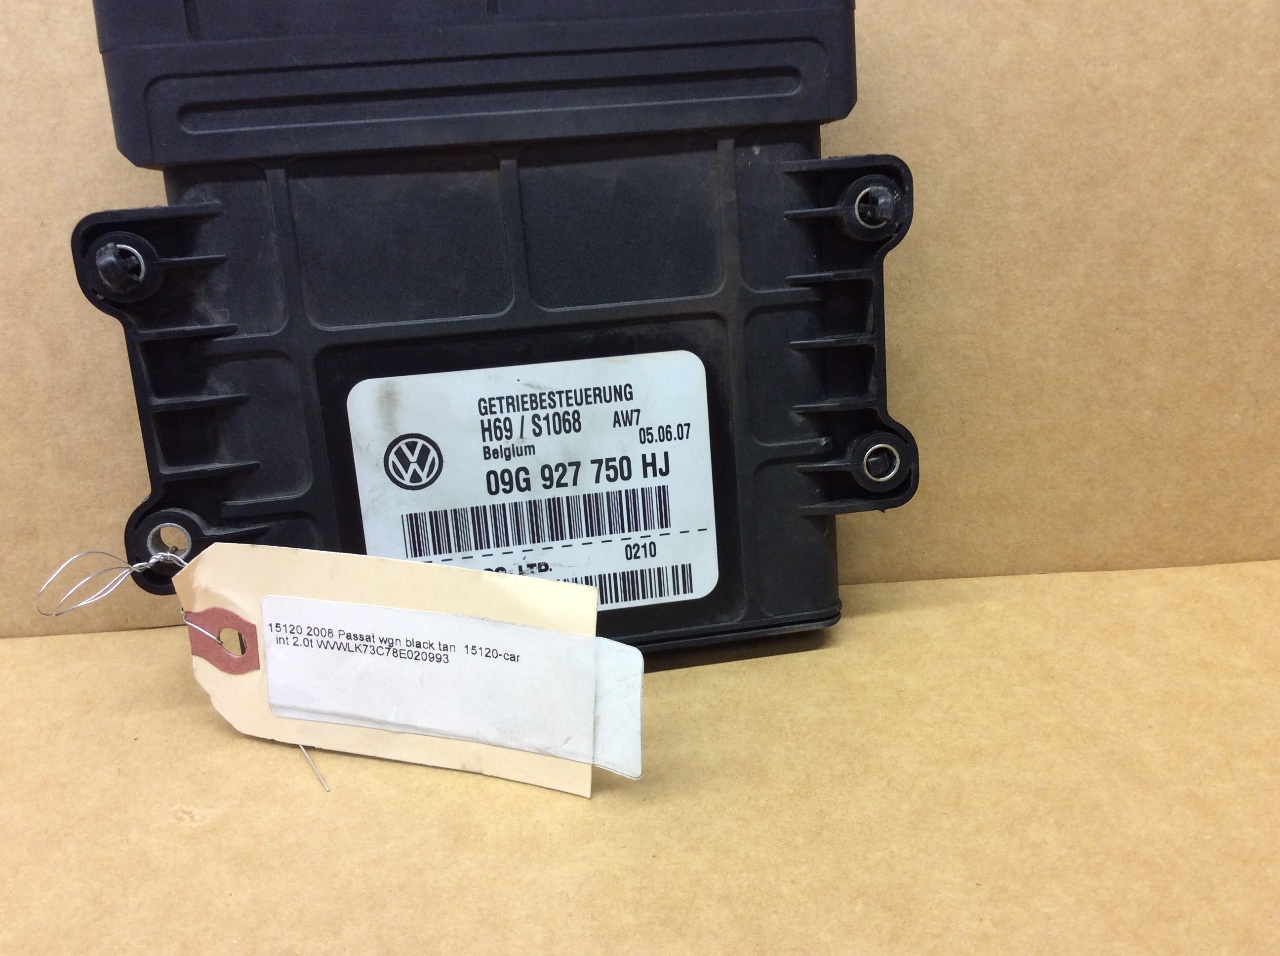 GETRIEBESTEUERUNG
H69 / S1068 AW7
Belgium 05.06.07
09G 927 750 HJ
0210
LTD.
15120 2008 Passat wgn black tan 15120-car
int 2.0t WVWLK73C78E020993